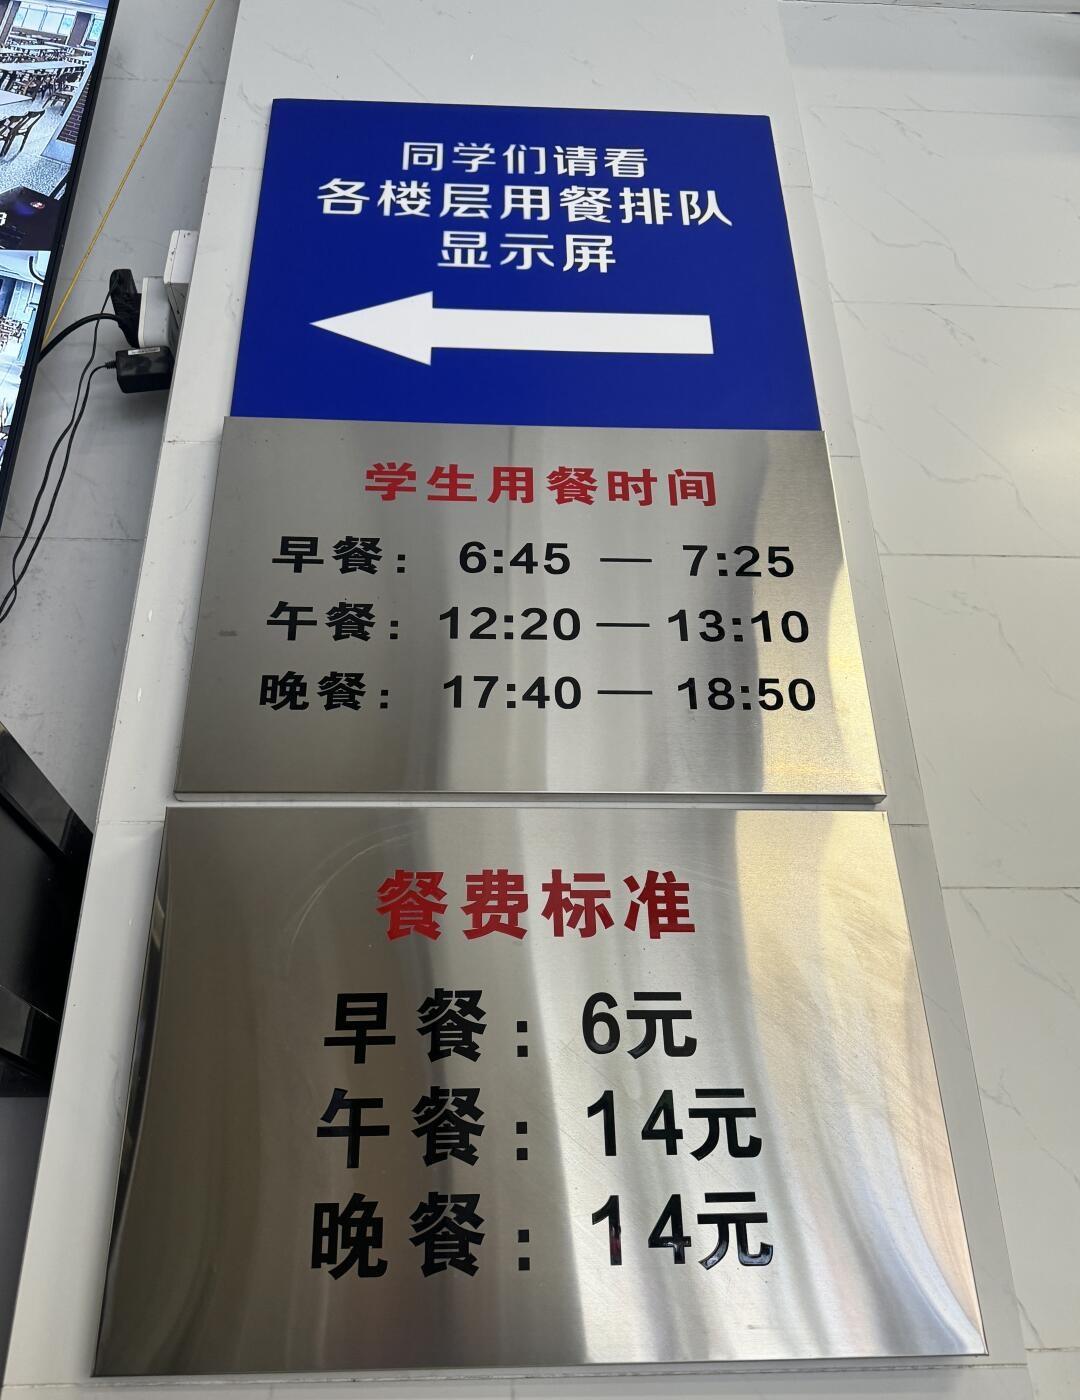 同学们请看
各楼层用餐排队
显示屏
学生用餐时间
早餐： 6:45 — 7:25
午餐：12:20 — 13:10
晚餐： 17:40 — 18:50
餐费标准
早餐：6元
午餐：14元
晚餐：14元